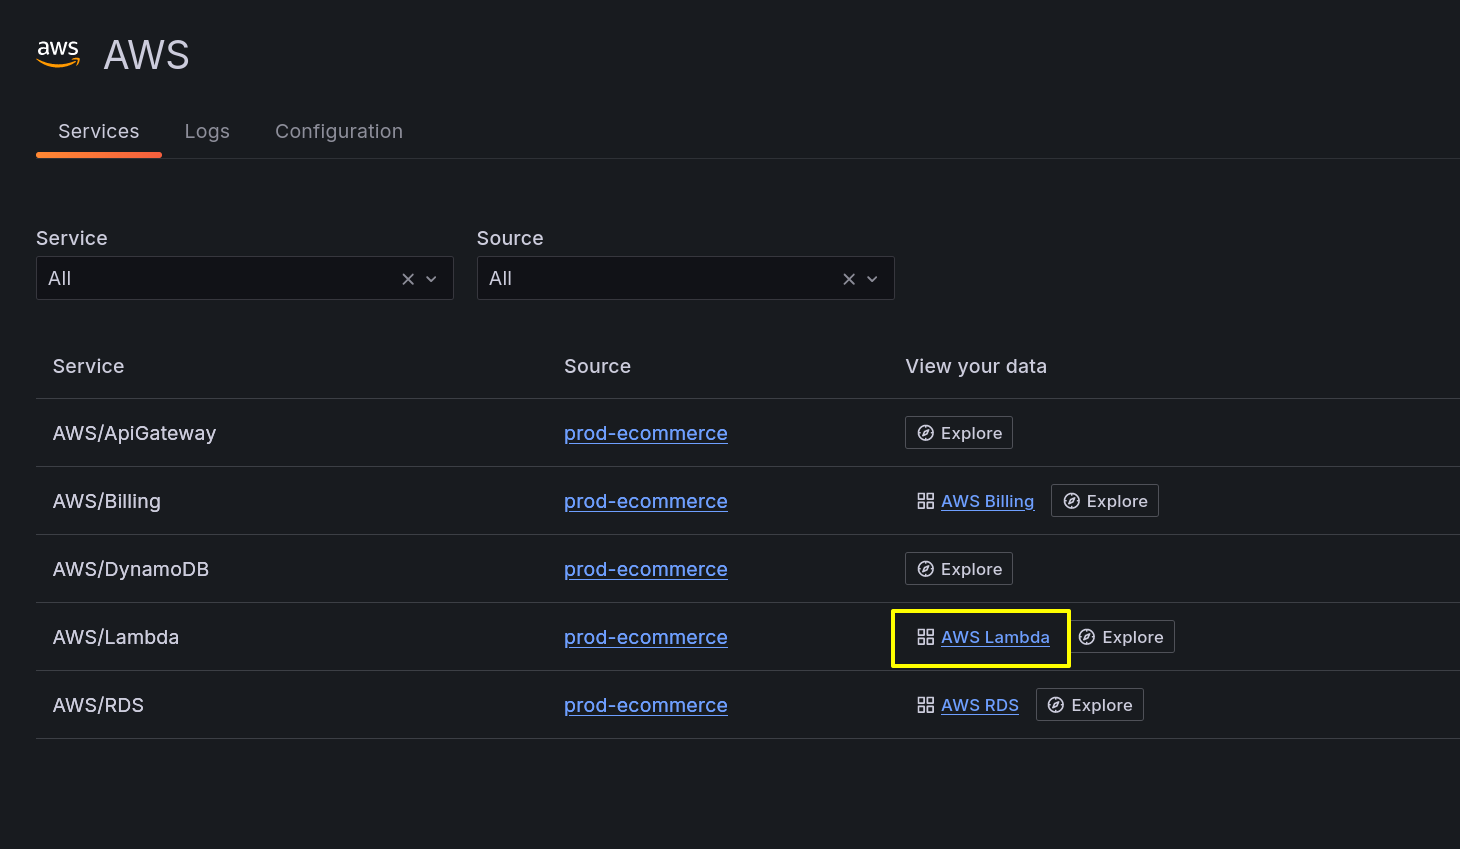 aws AWS
Services Logs Configuration
Service Source
All All
Service Source View your data
AWS/ApiGateway prod-ecommerce Explore
AWS/Billing prod-ecommerce AWS Billing Explore
AWS/DynamoDB prod-ecommerce Explore
AWS/Lambda prod-ecommerce AWS Lambda Explore
AWS/RDS prod-ecommerce AWS RDS Explore